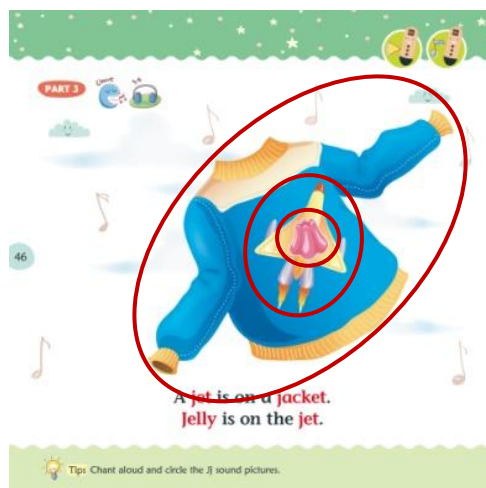 PART 3
Chant
46
A jet is on a jacket.
Jelly is on the jet.
Tips Chant aloud and circle the Jj sound pictures.